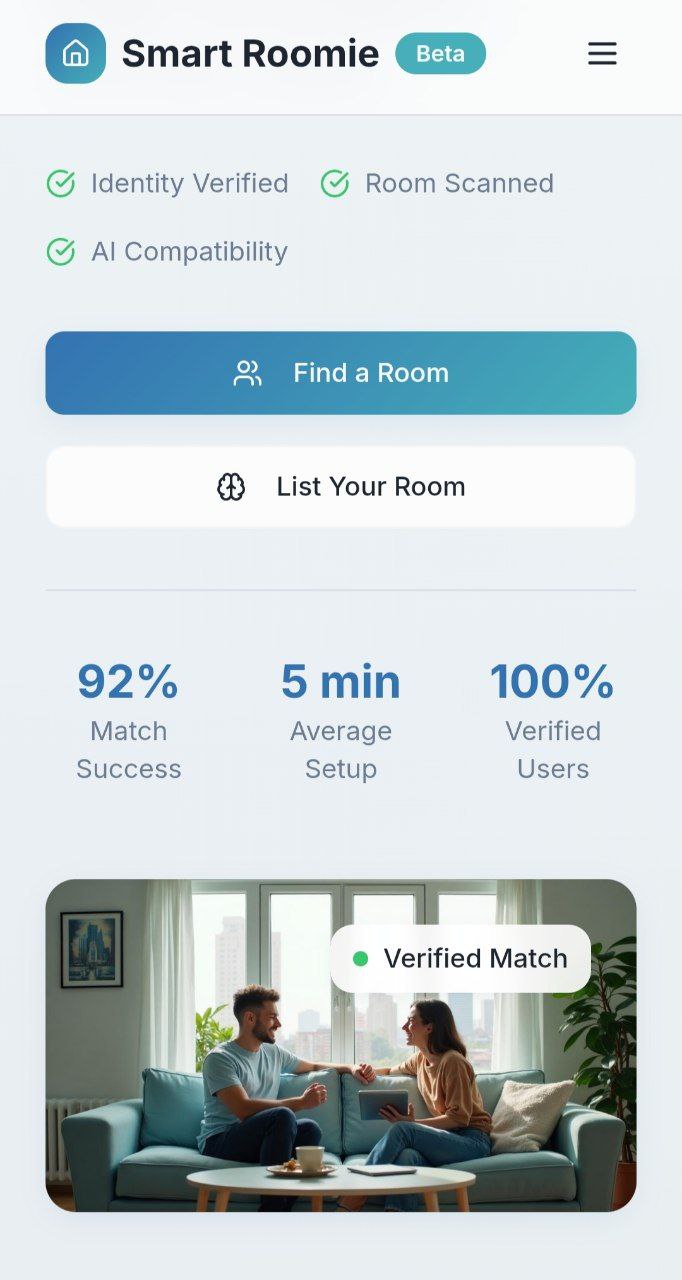 Smart Roomie Beta
Identity Verified Room Scanned
AI Compatibility
Find a Room
List Your Room
92% 5 min 100%
Match Average Verified
Success Setup Users
Verified Match